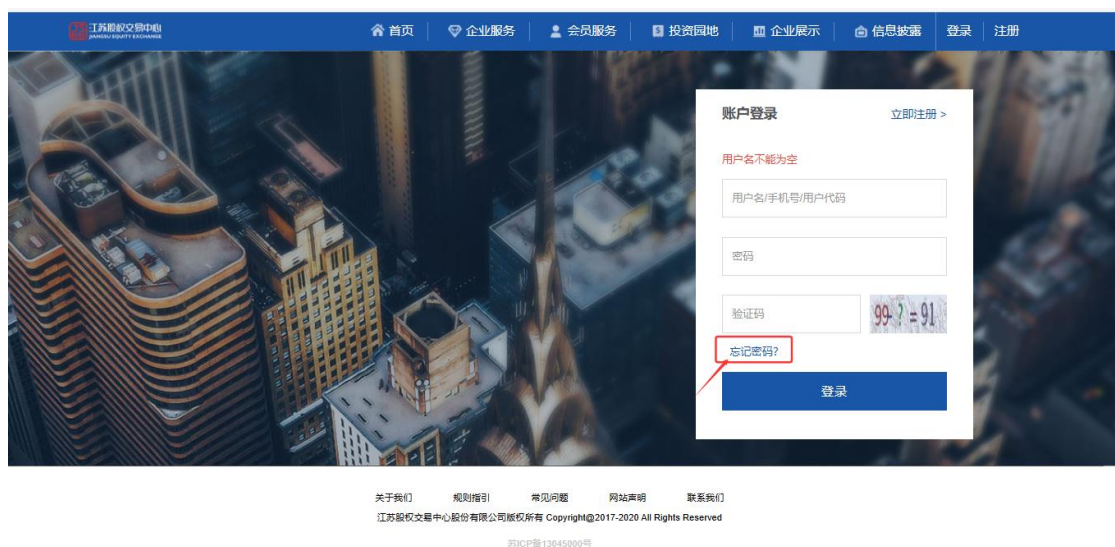 江苏股权交易中心
JIANGSU EQUITY EXCHANGE
首页 企业服务 会员服务 投资园地 企业展示 信息披露 登录 注册
账户登录 立即注册 >
用户名不能为空
用户名/手机号/用户代码
密码
验证码 99-?=91
忘记密码?
登录
关于我们 规则指引 常见问题 网站声明 联系我们
江苏股权交易中心股份有限公司版权所有 Copyright@2017-2020 All Rights Reserved
苏ICP备13045000号